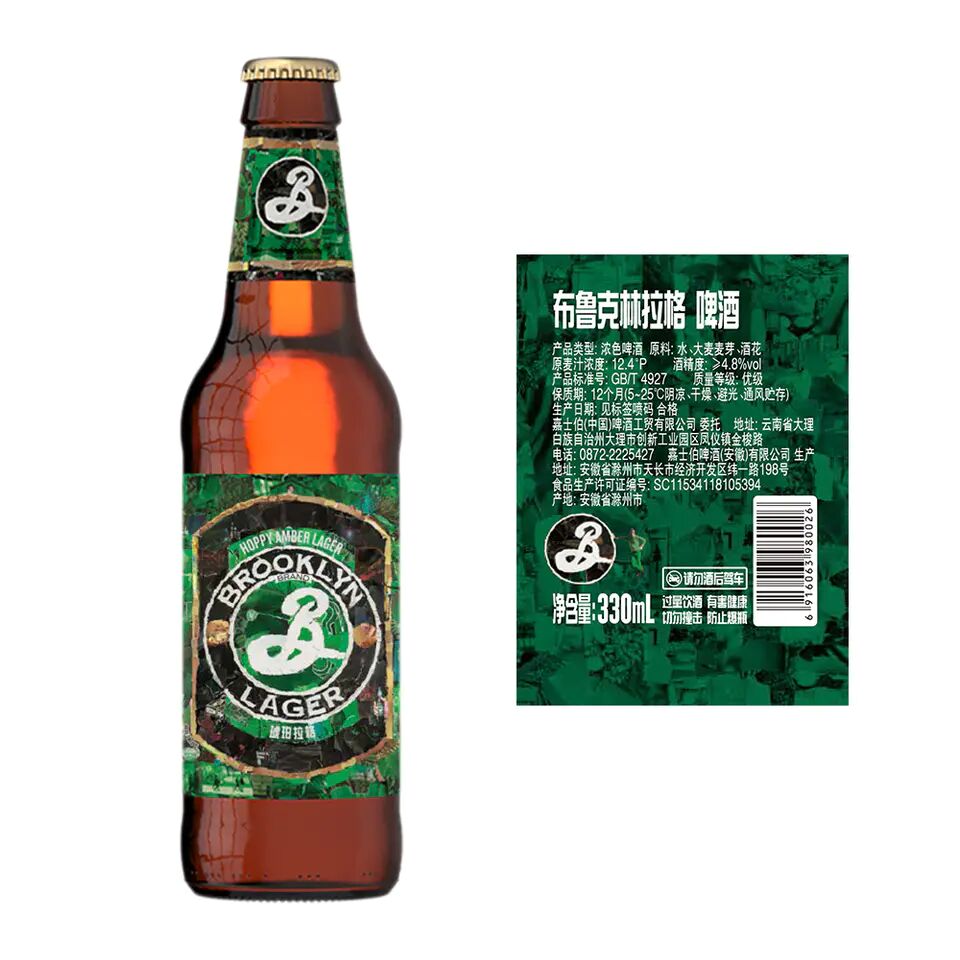 HOPPY AMBER LAGER
BROOKLYN
BRAND
B
LAGER
琥珀拉格
布鲁克林拉格 啤酒
产品类型: 浓色啤酒 原料: 水、大麦麦芽、酒花
原麦汁浓度: 12.4°P 酒精度: ≥4.8%vol
产品标准号: GB/T 4927 质量等级: 优级
保质期: 12个月(5~25℃阴凉、干燥、避光、通风贮存)
生产日期: 见标签喷码 合格
嘉士伯(中国)啤酒工贸有限公司 委托 地址: 云南省大理
白族自治州大理市创新工业园区凤仪镇金梭路
电话: 0872-2225427 嘉士伯啤酒(安徽)有限公司 生产
地址: 安徽省滁州市天长市经济开发区纬一路198号
食品生产许可证编号: SC11534118105394
产地: 安徽省滁州市
B
请勿酒后驾车
净含量:330mL
过量饮酒 有害健康
切勿撞击 防止爆瓶
6 916063 980026